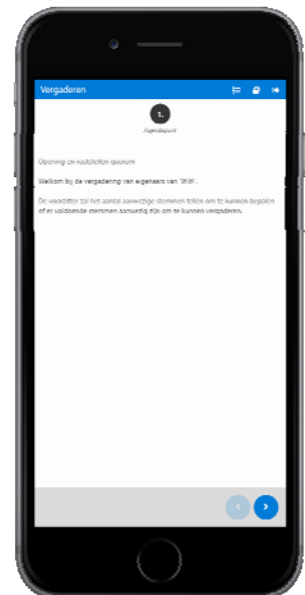 Vergaderen
1.
Agendapunt
Opening en vaststellen quorum
Welkom bij de vergadering van eigenaars van
De voorzitter zal het aantal aanwezige stemmen tellen om te kunnen bepalen
of er voldoende stemmen aanwezig zijn om te kunnen vergaderen.